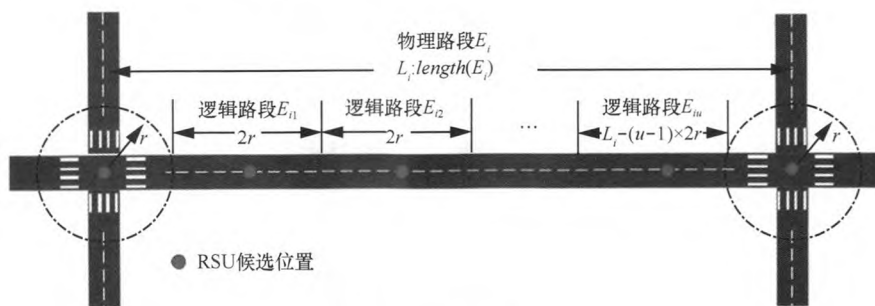 物理路段Ei
Li:length(Ei)
逻辑路段Ei1
逻辑路段Ei2
逻辑路段Eiu
2r
2r
…
Li-(u-1)×2r
r
r
RSU候选位置